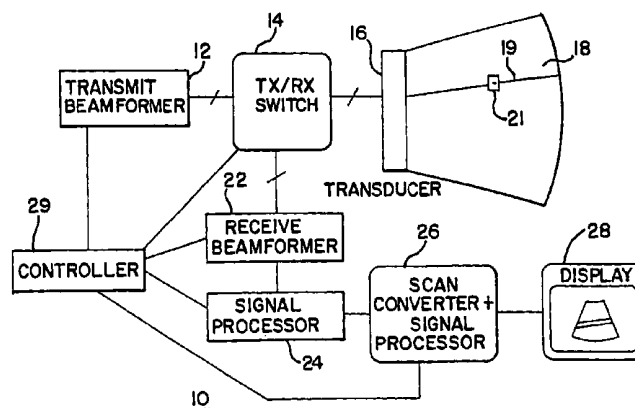 14
12
16
18
19
TRANSMIT
BEAMFORMER
TX/RX
SWITCH
21
TRANSDUCER
22
29
RECEIVE
BEAMFORMER
26
28
CONTROLLER
SCAN
CONVERTER +
SIGNAL
PROCESSOR
DISPLAY
SIGNAL
PROCESSOR
24
10